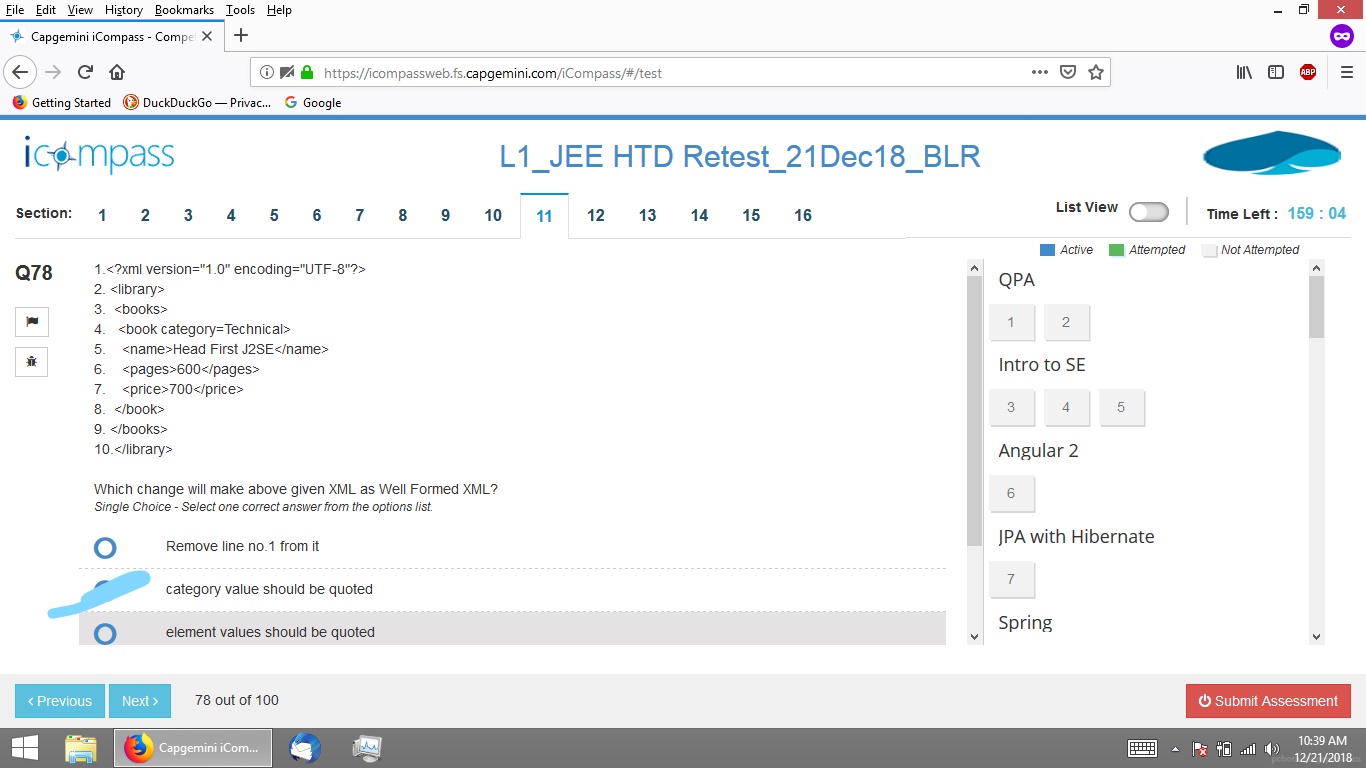 File Edit View History Bookmarks Tools Help
Capgemini iCompass - Compe
https://icompassweb.fs.capgemini.com/iCompass/#/test
ABP
Getting Started DuckDuckGo — Privac... Google
icompass
L1_JEE HTD Retest_21Dec18_BLR
Section: 1 2 3 4 5 6 7 8 9 10 11 12 13 14 15 16
List View
Time Left : 159 : 04
Active Attempted Not Attempted
Q78
1.<?xml version="1.0" encoding="UTF-8"?>
2. <library>
3. <books>
4. <book category=Technical>
5. <name>Head First J2SE</name>
6. <pages>600</pages>
7. <price>700</price>
8. </book>
9. </books>
10.</library>
Which change will make above given XML as Well Formed XML?
Single Choice - Select one correct answer from the options list.
Remove line no.1 from it
category value should be quoted
element values should be quoted
QPA
1 2
Intro to SE
3 4 5
Angular 2
6
JPA with Hibernate
7
Spring
Previous Next 78 out of 100
Submit Assessment
Capgemini iCom...
10:39 AM
12/21/2018